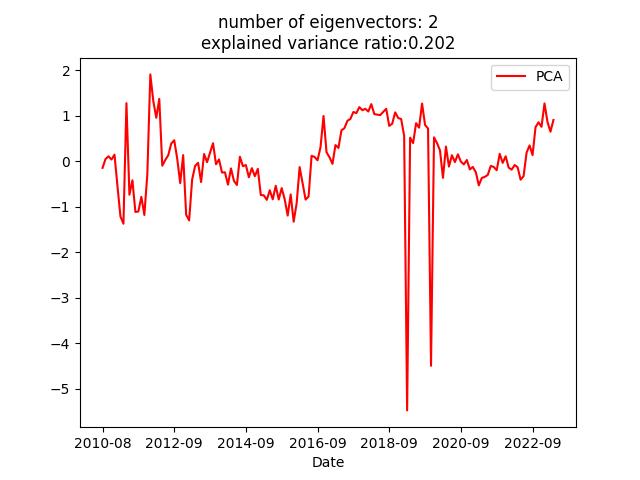 number of eigenvectors: 2
explained variance ratio:0.202
PCA
2
1
0
−1
−2
−3
−4
−5
2010-08 2012-09 2014-09 2016-09 2018-09 2020-09 2022-09
Date